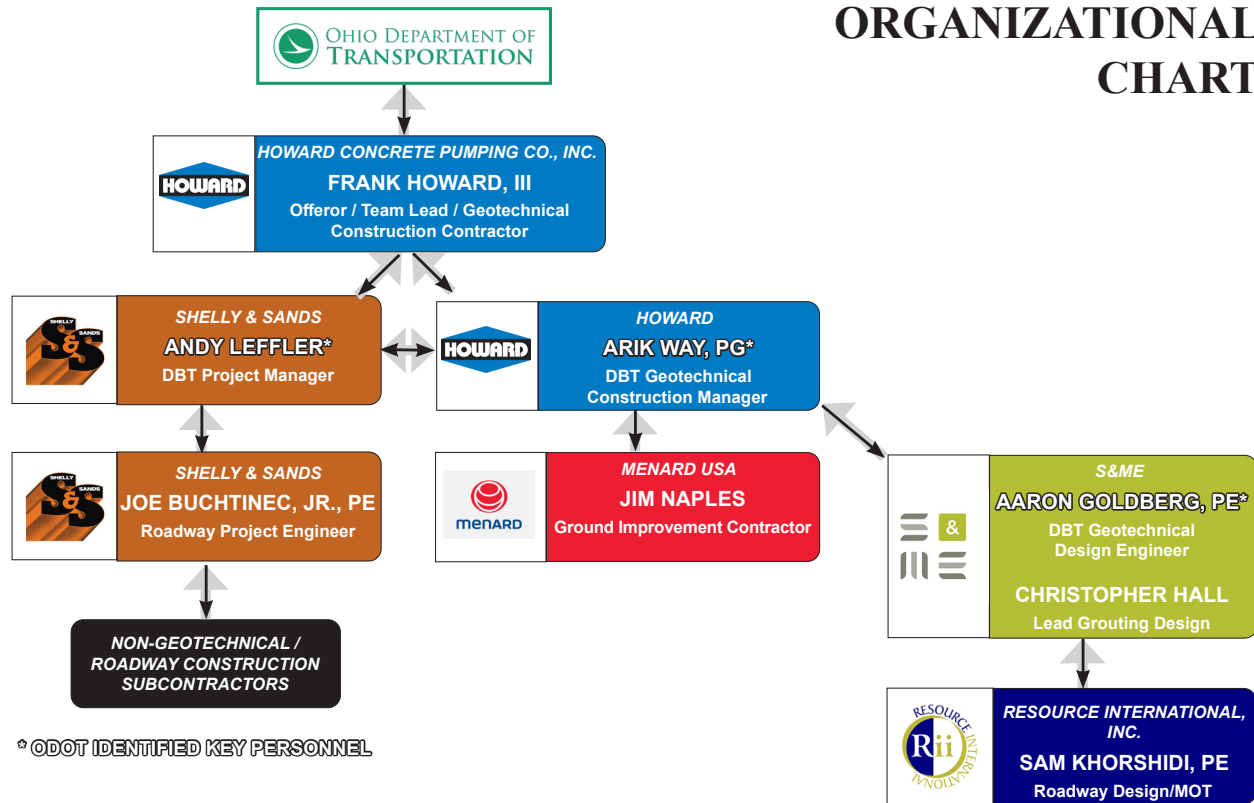 ORGANIZATIONAL
CHART
OHIO DEPARTMENT OF
TRANSPORTATION
HOWARD
HOWARD CONCRETE PUMPING CO., INC.
FRANK HOWARD, III
Offeror / Team Lead / Geotechnical
Construction Contractor
SHELLY
S&S
SANDS
SHELLY & SANDS
ANDY LEFFLER*
DBT Project Manager
HOWARD
HOWARD
ARIK WAY, PG*
DBT Geotechnical
Construction Manager
SHELLY
S&S
SANDS
SHELLY & SANDS
JOE BUCHTINEC, JR., PE
Roadway Project Engineer
menARD
MENARD USA
JIM NAPLES
Ground Improvement Contractor
S &
ME
S&ME
AARON GOLDBERG, PE*
DBT Geotechnical
Design Engineer
CHRISTOPHER HALL
Lead Grouting Design
NON-GEOTECHNICAL /
ROADWAY CONSTRUCTION
SUBCONTRACTORS
RESOURCE INTERNATIONAL
Rii
RESOURCE INTERNATIONAL,
INC.
SAM KHORSHIDI, PE
Roadway Design/MOT
* ODOT IDENTIFIED KEY PERSONNEL